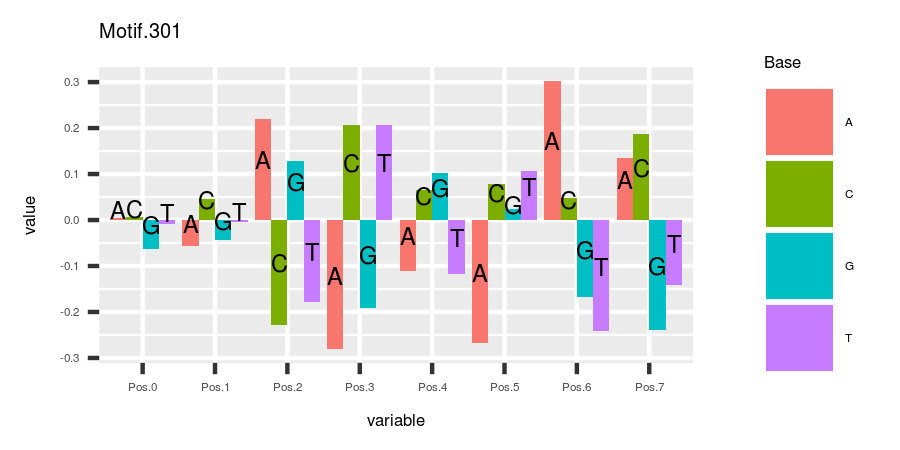 Motif.301
Base
value
0.3
0.2
0.1
0.0
-0.1
-0.2
-0.3
A C G T
A C G T
A C G T
A C G T
A C G T
A C G T
A C G T
A C G T
Pos.0 Pos.1 Pos.2 Pos.3 Pos.4 Pos.5 Pos.6 Pos.7
variable
A
C
G
T